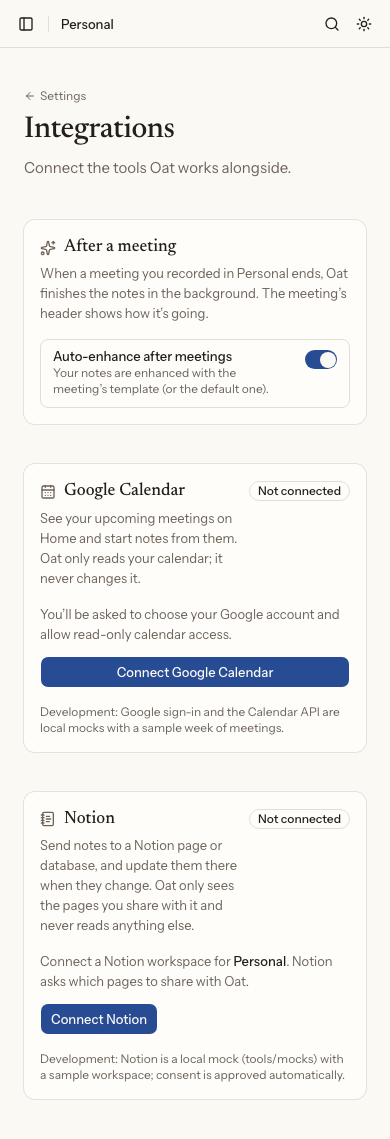 Personal
Settings
Integrations
Connect the tools Oat works alongside.
After a meeting
When a meeting you recorded in Personal ends, Oat
finishes the notes in the background. The meeting's
header shows how it's going.
Auto-enhance after meetings
Your notes are enhanced with the
meeting's template (or the default one).
Google Calendar
Not connected
See your upcoming meetings on
Home and start notes from them.
Oat only reads your calendar; it
never changes it.
You'll be asked to choose your Google account and
allow read-only calendar access.
Connect Google Calendar
Development: Google sign-in and the Calendar API are
local mocks with a sample week of meetings.
Notion
Not connected
Send notes to a Notion page or
database, and update them there
when they change. Oat only sees
the pages you share with it and
never reads anything else.
Connect a Notion workspace for Personal. Notion
asks which pages to share with Oat.
Connect Notion
Development: Notion is a local mock (tools/mocks) with
a sample workspace; consent is approved automatically.